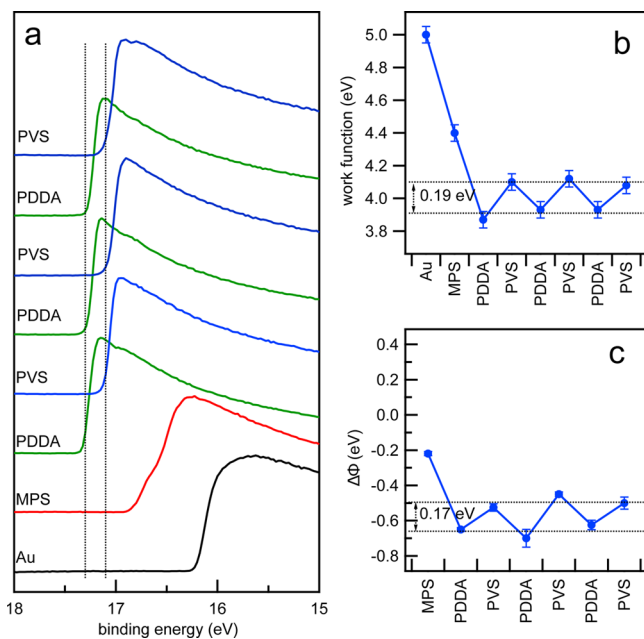 a
PVS
PDDA
PVS
PDDA
PVS
PDDA
MPS
Au
18 17 16 15
binding energy (eV)
b
work function (eV)
5.0
4.8
4.6
4.4
4.2
4.0
3.8
0.19 eV
Au MPS PDDA PVS PDDA PVS PDDA PVS
c
ΔΦ (eV)
0.4
0.2
0.0
-0.2
-0.4
-0.6
-0.8
0.17 eV
MPS PDDA PVS PDDA PVS PDDA PVS